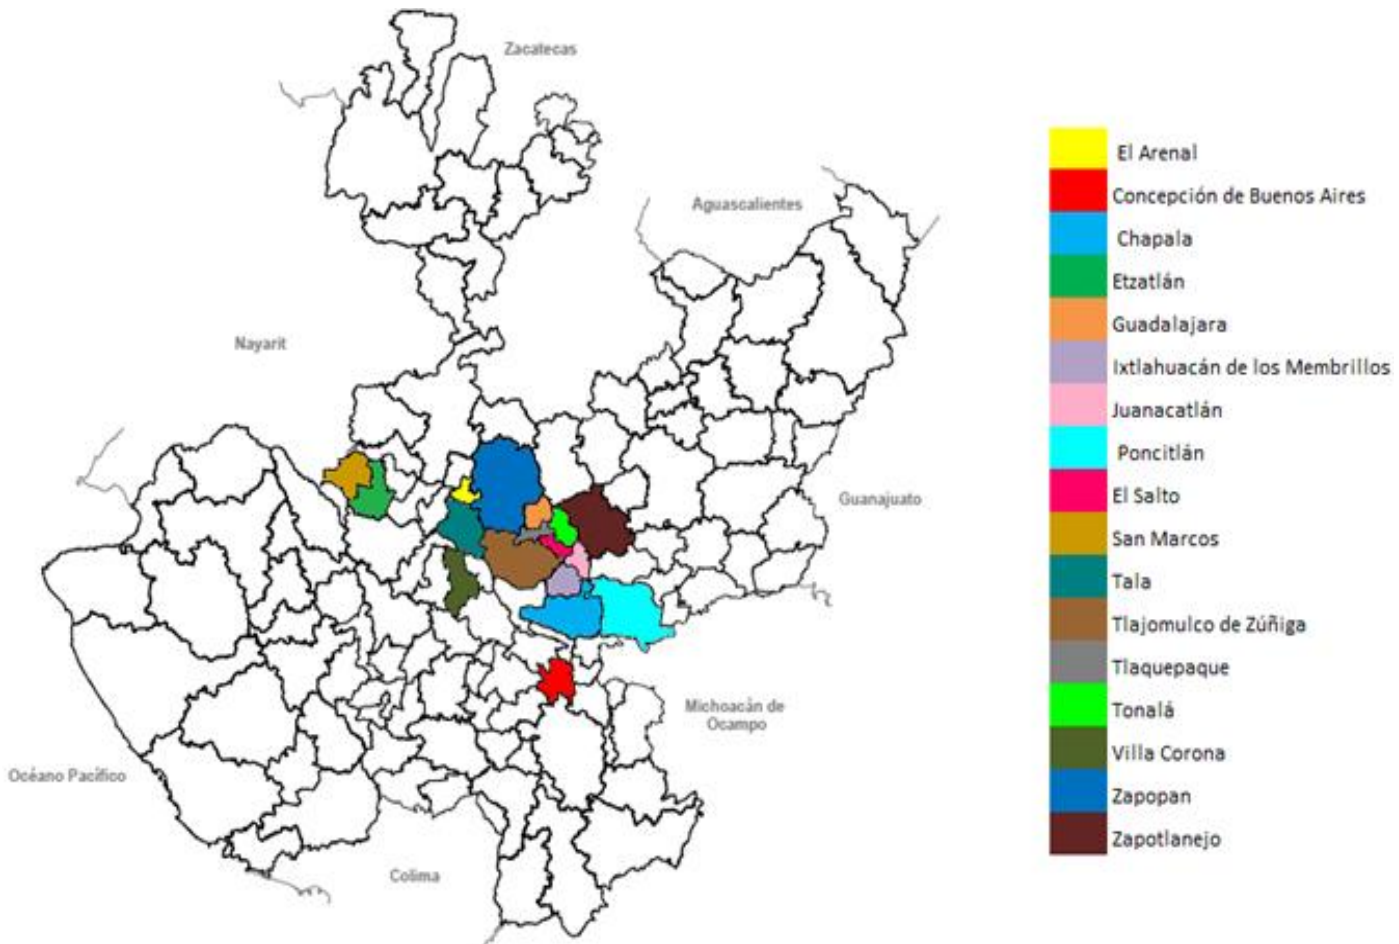 Zacatecas
Aguascalientes
Nayarit
Guanajuato
Michoacán de
Ocampo
Océano Pacífico
Colima
El Arenal
Concepción de Buenos Aires
Chapala
Etzatlán
Guadalajara
Ixtlahuacán de los Membrillos
Juanacatlán
Poncitlán
El Salto
San Marcos
Tala
Tlajomulco de Zúñiga
Tlaquepaque
Tonalá
Villa Corona
Zapopan
Zapotlanejo